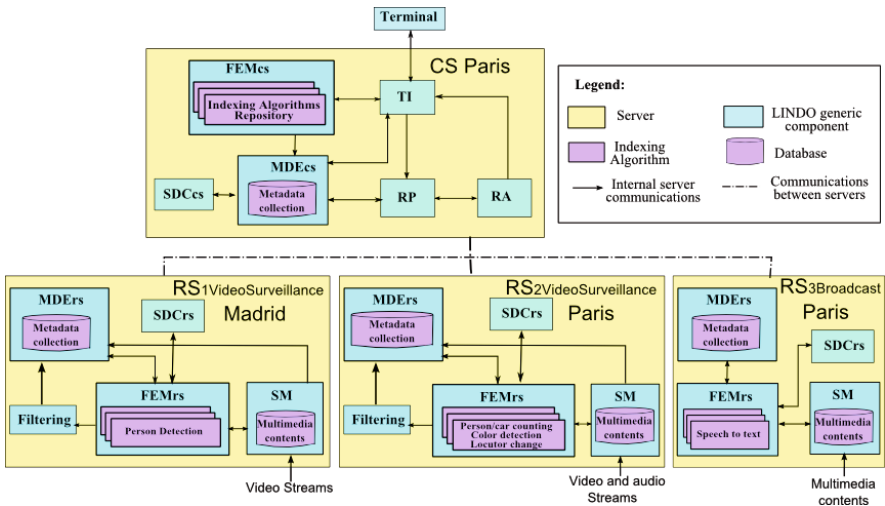 Terminal
CS Paris
FEMcs
Indexing Algorithms
Repository
TI
MDEcs
Metadata
collection
SDCcs
RP
RA
Legend:
Server
LINDO generic
component
Indexing
Algorithm
Database
Internal server
communications
Communications
between servers
RS1VideoSurveillance
Madrid
MDErs
Metadata
collection
SDCrs
FEMrs
Person Detection
Filtering
SM
Multimedia
contents
Video Streams
RS2VideoSurveillance
Paris
MDErs
Metadata
collection
SDCrs
FEMrs
Person/car counting
Color detection
Locutor change
Filtering
SM
Multimedia
contents
Video and audio
Streams
RS3Broadcast
Paris
MDErs
Metadata
collection
SDCrs
FEMrs
Speech to text
SM
Multimedia
contents
Multimedia
contents